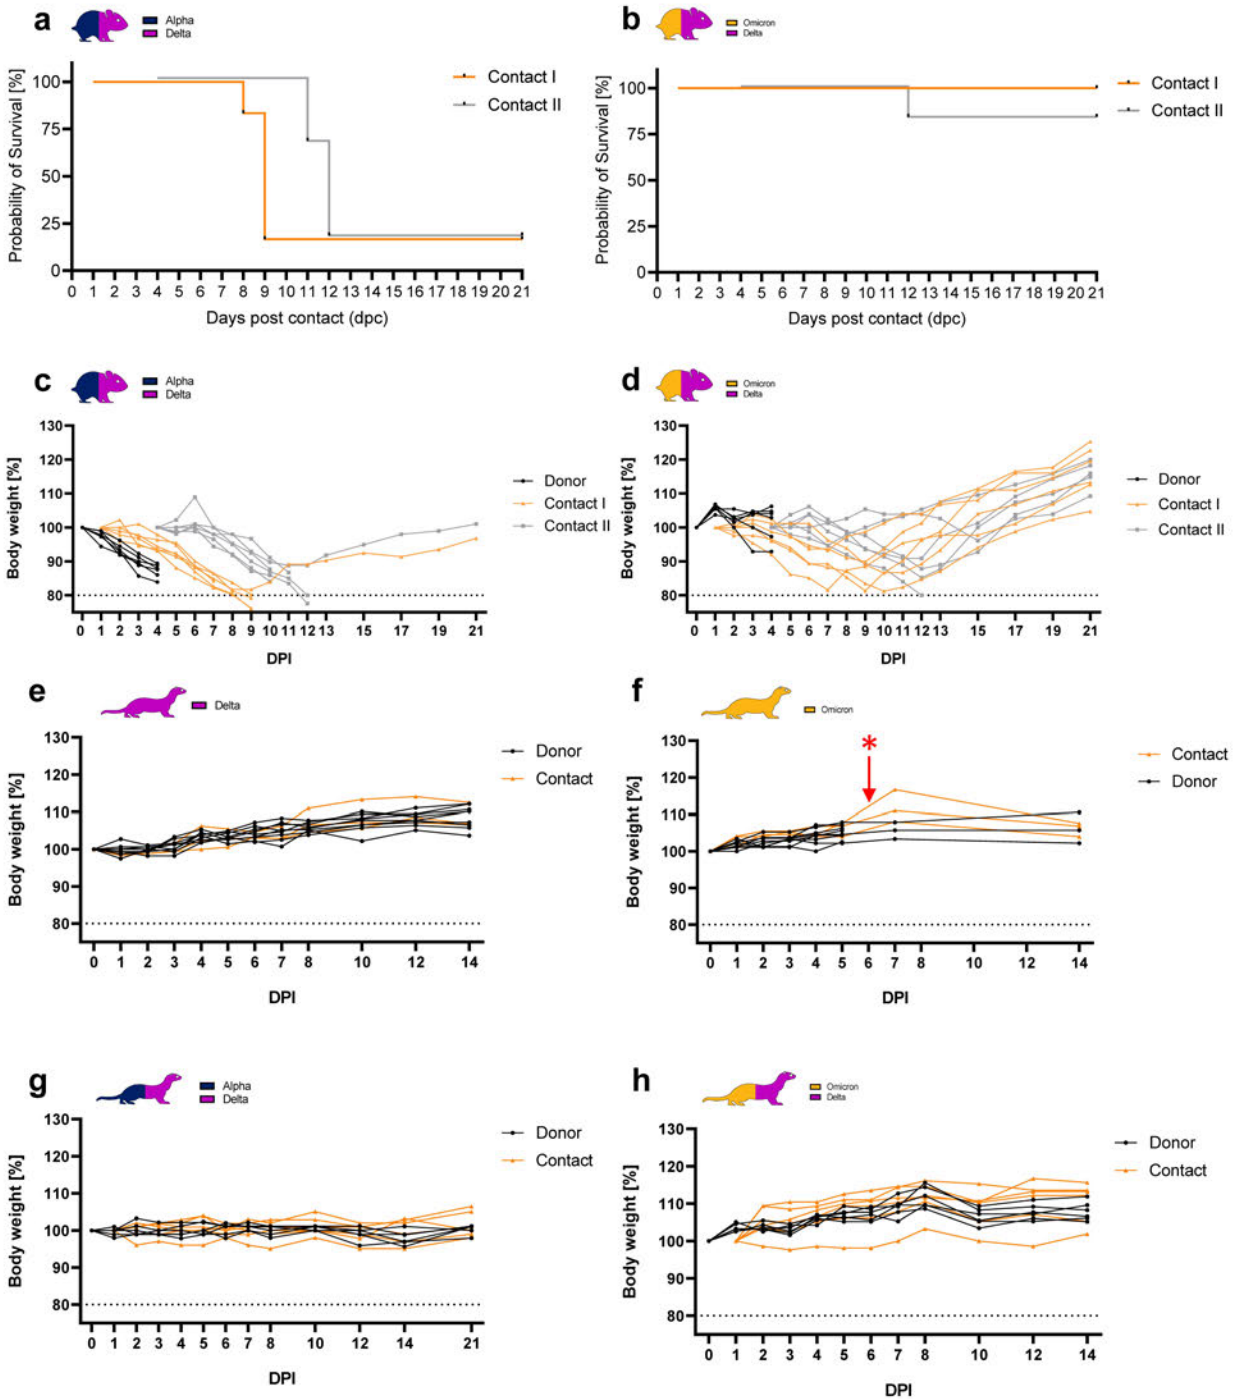 a
Alpha
Delta
Contact I
Contact II
Probability of Survival [%]
100
75
50
25
0
0 1 2 3 4 5 6 7 8 9 10 11 12 13 14 15 16 17 18 19 20 21
Days post contact (dpc)
b
Omicron
Delta
Contact I
Contact II
Probability of Survival [%]
100
75
50
25
0
0 1 2 3 4 5 6 7 8 9 10 11 12 13 14 15 16 17 18 19 20 21
Days post contact (dpc)
c
Alpha
Delta
Body weight [%]
130
120
110
100
90
80
Donor
Contact I
Contact II
0 1 2 3 4 5 6 7 8 9 10 11 12 13 15 17 19 21
DPI
d
Omicron
Delta
Body weight [%]
130
120
110
100
90
80
Donor
Contact I
Contact II
0 1 2 3 4 5 6 7 8 9 10 11 12 13 15 17 19 21
DPI
e
Delta
Body weight [%]
130
120
110
100
90
80
Donor
Contact
0 1 2 3 4 5 6 7 8 10 12 14
DPI
f
Omicron
*
Body weight [%]
130
120
110
100
90
80
Contact
Donor
0 1 2 3 4 5 6 7 8 10 12 14
DPI
g
Alpha
Delta
Body weight [%]
130
120
110
100
90
80
Donor
Contact
0 1 2 3 4 5 6 7 8 10 12 14 21
DPI
h
Omicron
Delta
Body weight [%]
130
120
110
100
90
80
Donor
Contact
0 1 2 3 4 5 6 7 8 10 12 14
DPI